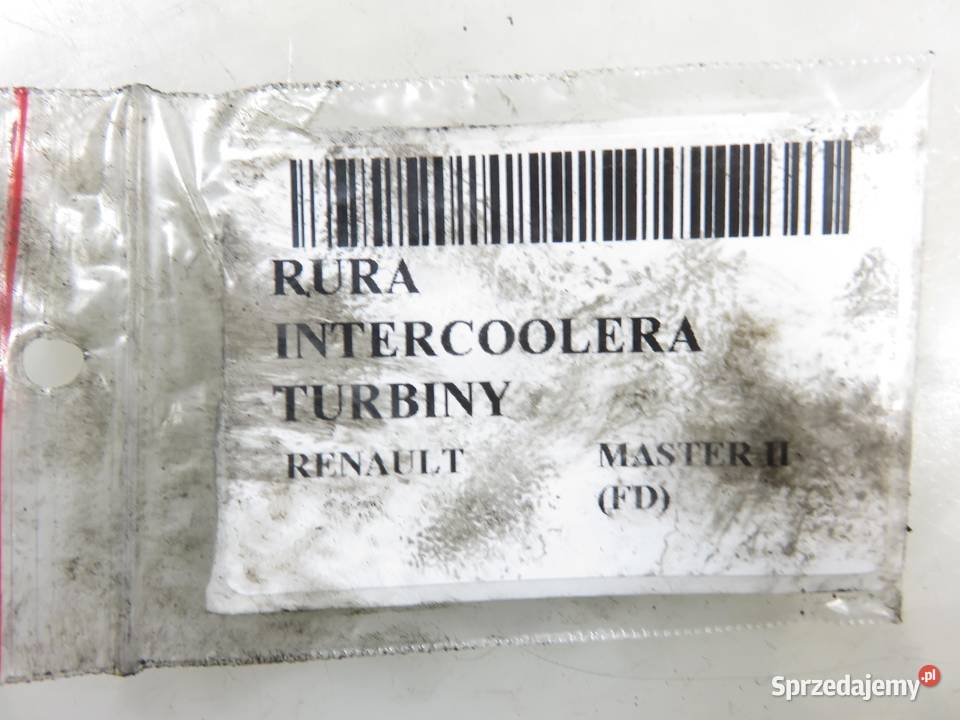 RURA
INTERCOOLERA
TURBINY
RENAULT MASTER II
(FD)
Sprzedajemy.pl